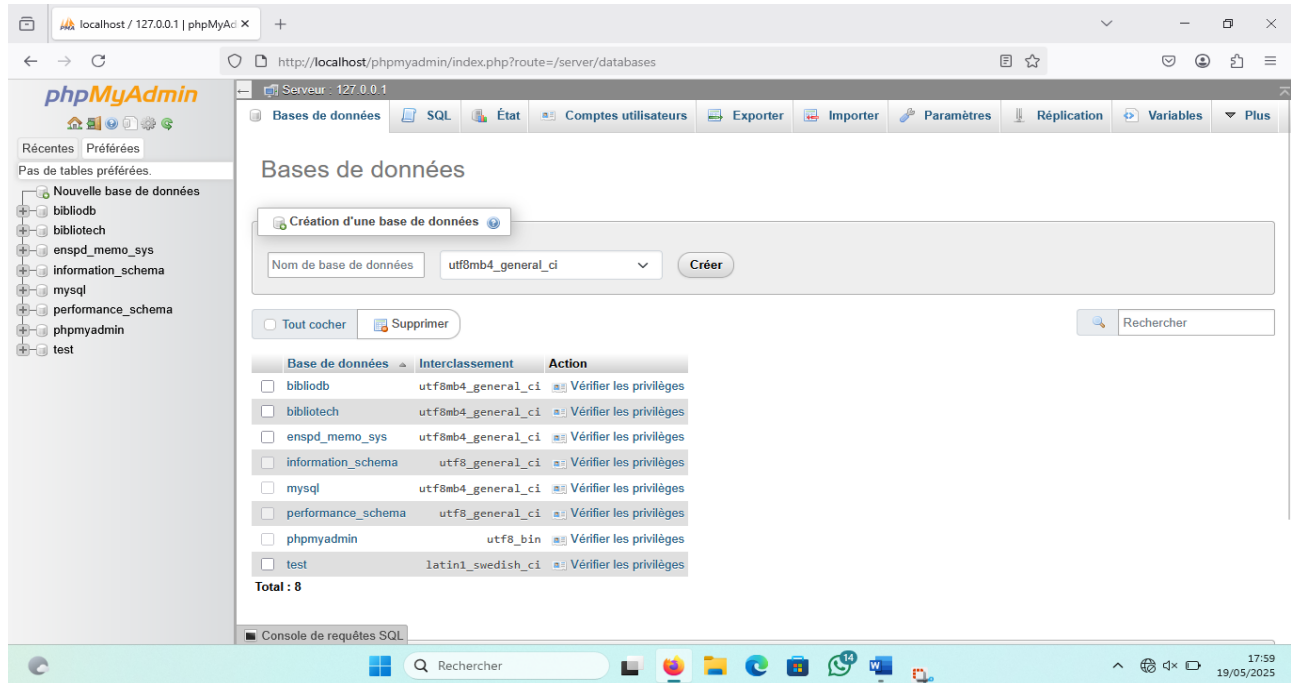 localhost / 127.0.0.1 | phpMyAd
http://localhost/phpmyadmin/index.php?route=/server/databases
phpMyAdmin
Récentes Préférées
Pas de tables préférées.
Nouvelle base de données
bibliodb
bibliotech
enspd_memo_sys
information_schema
mysql
performance_schema
phpmyadmin
test
Serveur : 127.0.0.1
Bases de données SQL État Comptes utilisateurs Exporter Importer Paramètres Réplication Variables Plus
Bases de données
Création d'une base de données
Nom de base de données utf8mb4_general_ci Créer
Tout cocher Supprimer Rechercher
Base de données Interclassement Action
bibliodb utf8mb4_general_ci Vérifier les privilèges
bibliotech utf8mb4_general_ci Vérifier les privilèges
enspd_memo_sys utf8mb4_general_ci Vérifier les privilèges
information_schema utf8_general_ci Vérifier les privilèges
mysql utf8mb4_general_ci Vérifier les privilèges
performance_schema utf8_general_ci Vérifier les privilèges
phpmyadmin utf8_bin Vérifier les privilèges
test latin1_swedish_ci Vérifier les privilèges
Total : 8
Console de requêtes SQL
Rechercher 14 17:59
19/05/2025